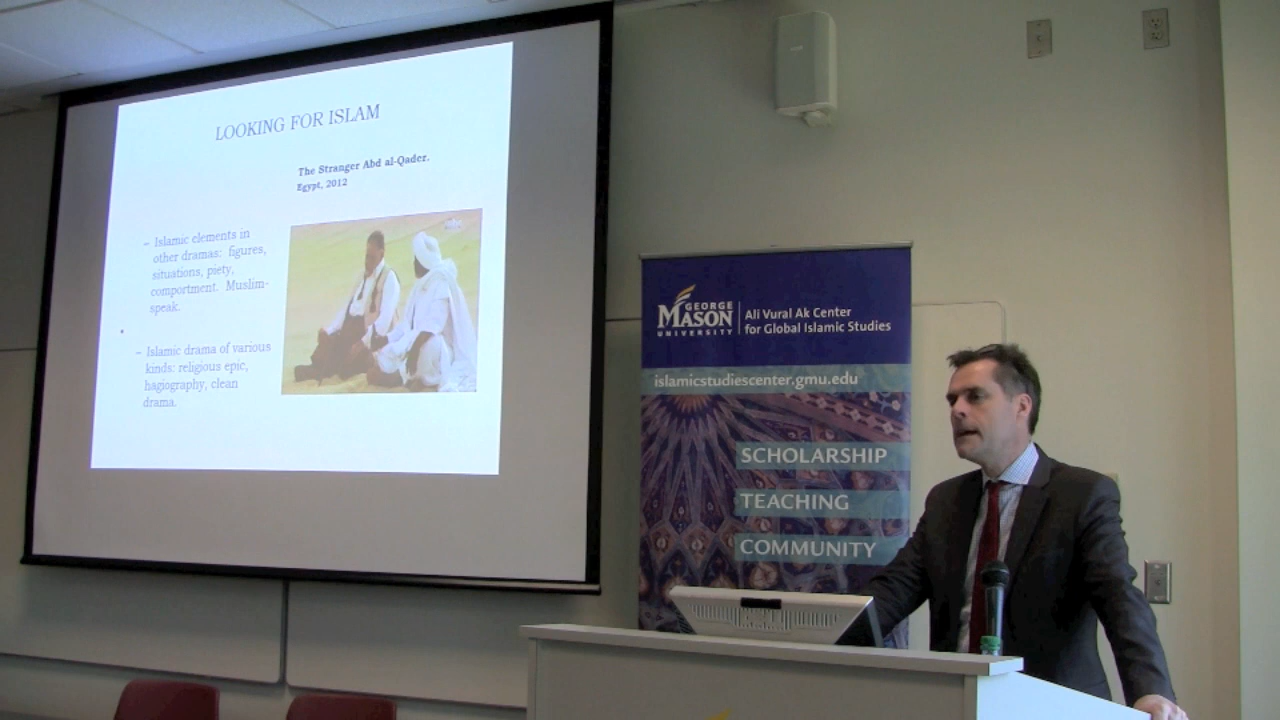 LOOKING FOR ISLAM
The Stranger Abd al-Qader.
Egypt, 2012
– Islamic elements in
other dramas: figures,
situations, piety,
comportment. Muslim-
speak.
– Islamic drama of various
kinds: religious epic,
hagiography, clean
drama.
GEORGE
MASON
UNIVERSITY
Ali Vural Ak Center
for Global Islamic Studies
islamicstudiescenter.gmu.edu
SCHOLARSHIP
TEACHING
COMMUNITY